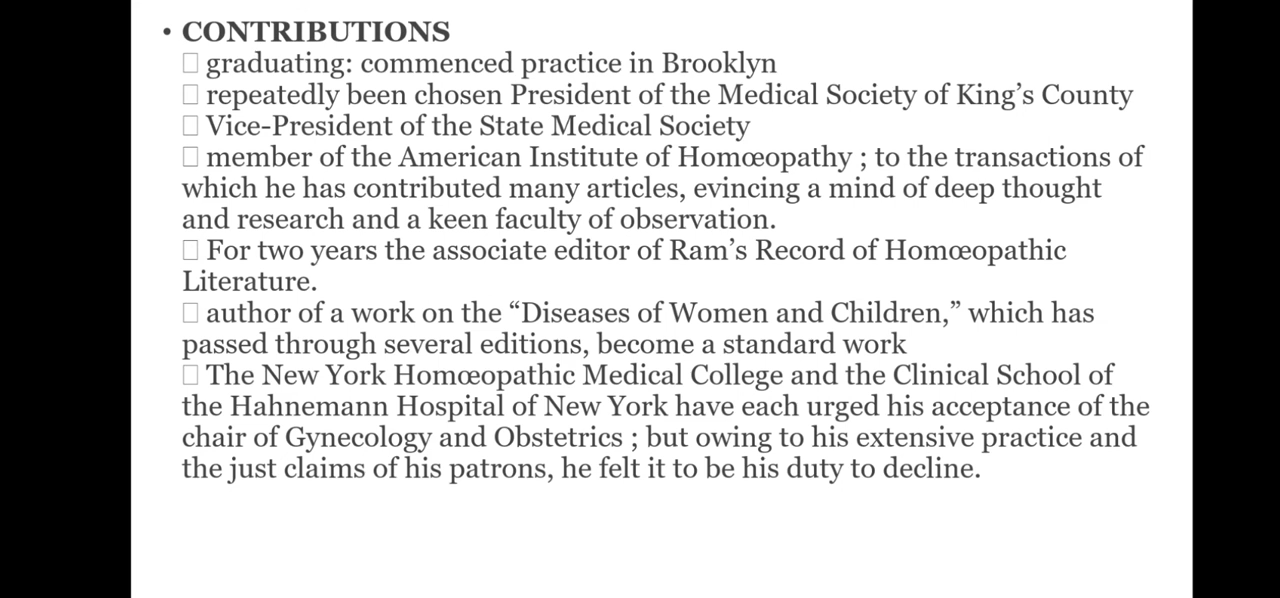 • CONTRIBUTIONS
□ graduating: commenced practice in Brooklyn
□ repeatedly been chosen President of the Medical Society of King’s County
□ Vice-President of the State Medical Society
□ member of the American Institute of Homœopathy ; to the transactions of
which he has contributed many articles, evincing a mind of deep thought
and research and a keen faculty of observation.
□ For two years the associate editor of Ram’s Record of Homœopathic
Literature.
□ author of a work on the “Diseases of Women and Children,” which has
passed through several editions, become a standard work
□ The New York Homœopathic Medical College and the Clinical School of
the Hahnemann Hospital of New York have each urged his acceptance of the
chair of Gynecology and Obstetrics ; but owing to his extensive practice and
the just claims of his patrons, he felt it to be his duty to decline.